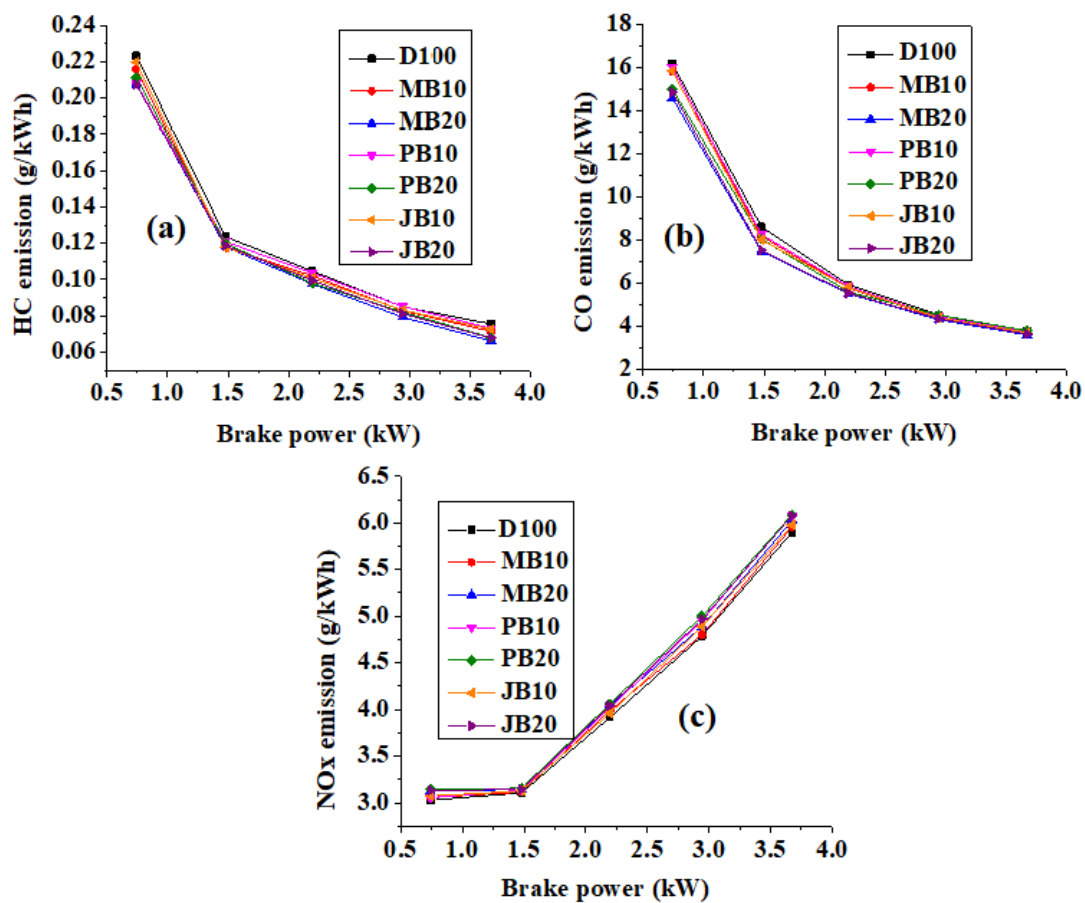 HC emission (g/kWh)
0.24
0.22
0.20
0.18
0.16
0.14
0.12
0.10
0.08
0.06
D100
MB10
MB20
PB10
PB20
JB10
JB20
(a)
0.5 1.0 1.5 2.0 2.5 3.0 3.5 4.0
Brake power (kW)
CO emission (g/kWh)
18
16
14
12
10
8
6
4
2
D100
MB10
MB20
PB10
PB20
JB10
JB20
(b)
0.5 1.0 1.5 2.0 2.5 3.0 3.5 4.0
Brake power (kW)
NOx emission (g/kWh)
6.5
6.0
5.5
5.0
4.5
4.0
3.5
3.0
D100
MB10
MB20
PB10
PB20
JB10
JB20
(c)
0.5 1.0 1.5 2.0 2.5 3.0 3.5 4.0
Brake power (kW)